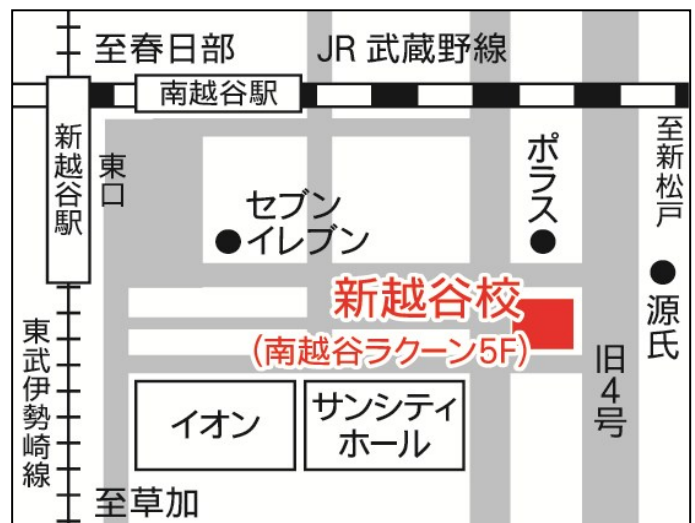 至春日部
JR 武蔵野線
南越谷駅
新越谷駅
東口
ポラス
至新松戸
セブン
イレブン
源氏
新越谷校
(南越谷ラクーン5F)
東武伊勢崎線
旧4号
イオン
サンシティ
ホール
至草加